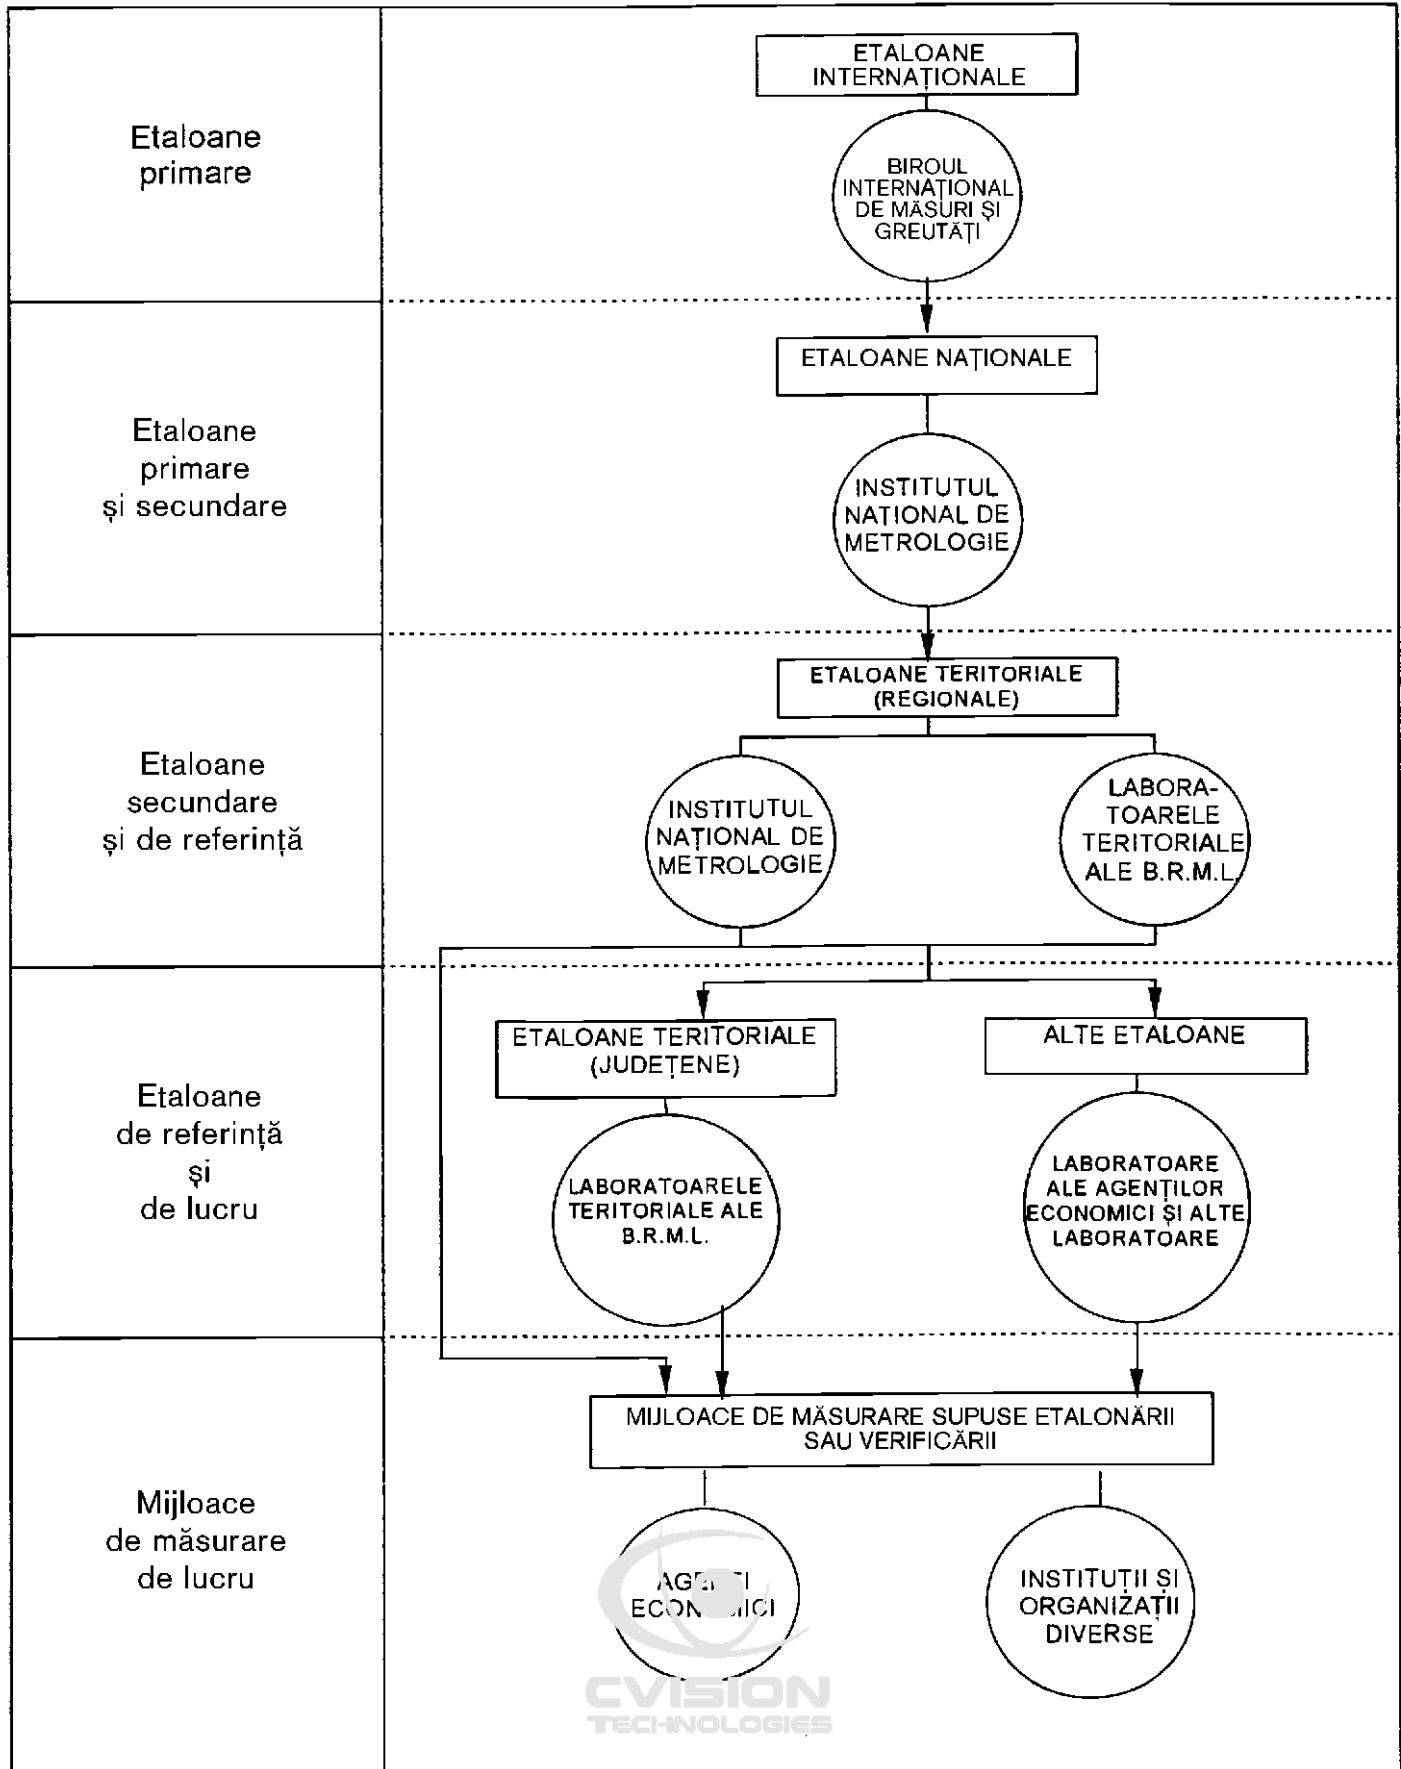 Etaloane
primare
ETALOANE
INTERNAȚIONALE
BIROUL
INTERNAȚIONAL
DE MĂSURI ȘI
GREUTĂȚI
Etaloane
primare
și secundare
ETALOANE NAȚIONALE
INSTITUTUL
NAȚIONAL DE
METROLOGIE
Etaloane
secundare
și de referință
ETALOANE TERITORIALE
(REGIONALE)
INSTITUTUL
NAȚIONAL DE
METROLOGIE
LABORA-
TOARELE
TERITORIALE
ALE B.R.M.L.
Etaloane
de referință
și
de lucru
ETALOANE TERITORIALE
(JUDEȚENE)
ALTE ETALOANE
LABORATOARELE
TERITORIALE ALE
B.R.M.L.
LABORATOARE
ALE AGENȚILOR
ECONOMICI ȘI ALTE
LABORATOARE
Mijloace
de măsurare
de lucru
MIJLOACE DE MĂSURARE SUPUSE ETALONĂRII
SAU VERIFICĂRII
AGENȚI
ECONOMICI
INSTITUȚII SI
ORGANIZAȚII
DIVERSE
CVISION
TECHNOLOGIES